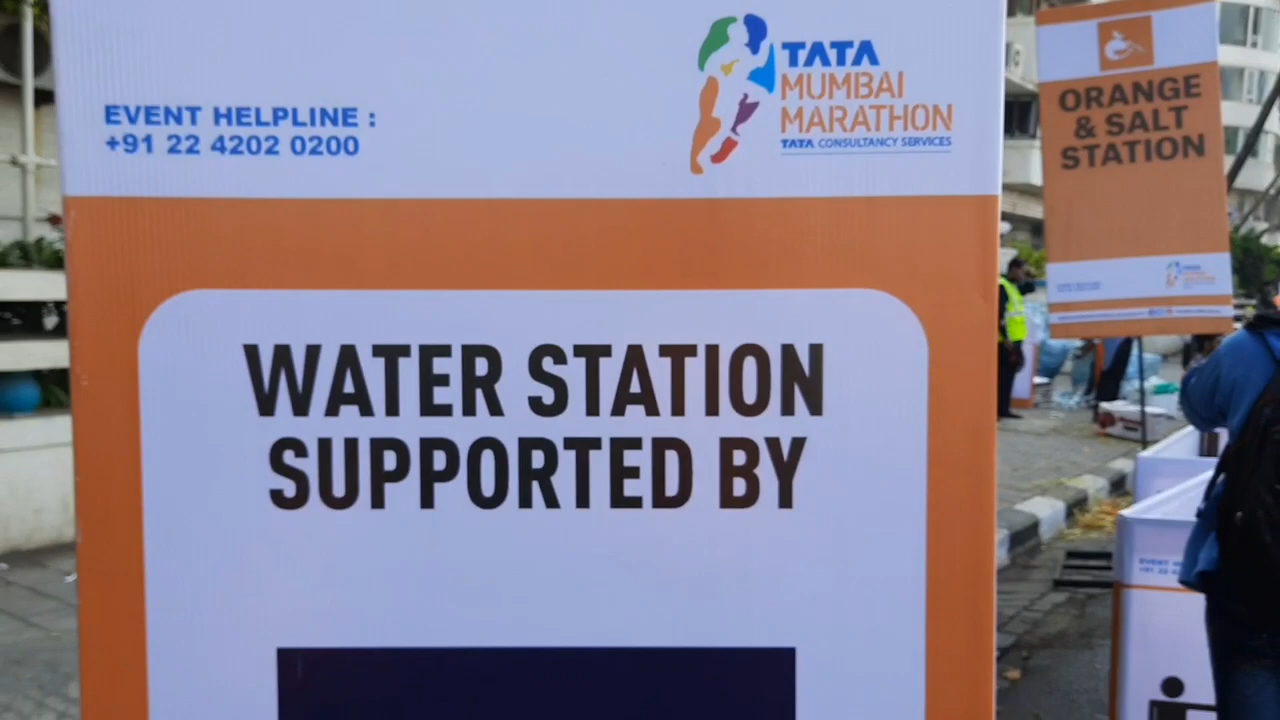 EVENT HELPLINE :
+91 22 4202 0200
TATA
MUMBAI
MARATHON
TATA CONSULTANCY SERVICES
WATER STATION
SUPPORTED BY
ORANGE
& SALT
STATION